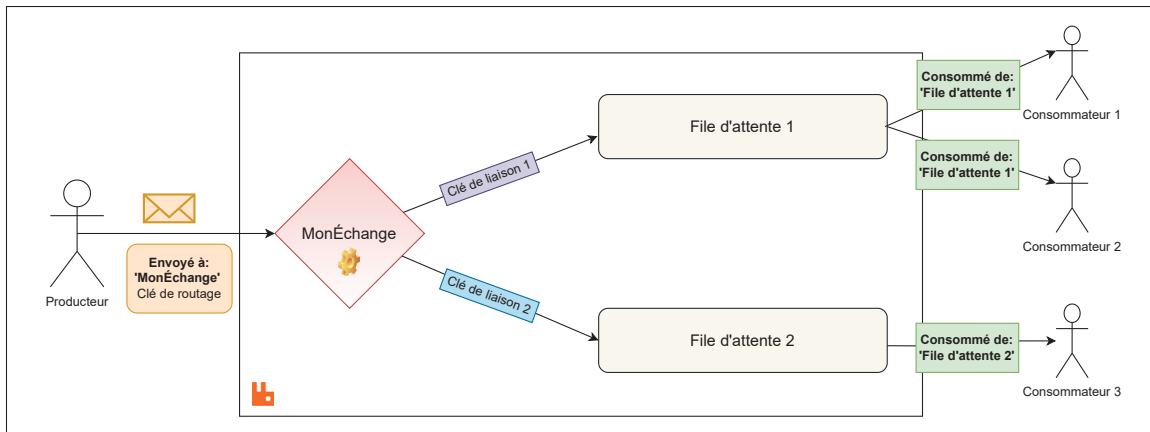 Producteur
Envoyé à:
'MonÉchange'
Clé de routage
MonÉchange
Clé de liaison 1
Clé de liaison 2
File d'attente 1
File d'attente 2
Consommé de:
'File d'attente 1'
Consommateur 1
Consommé de:
'File d'attente 1'
Consommateur 2
Consommé de:
'File d'attente 2'
Consommateur 3